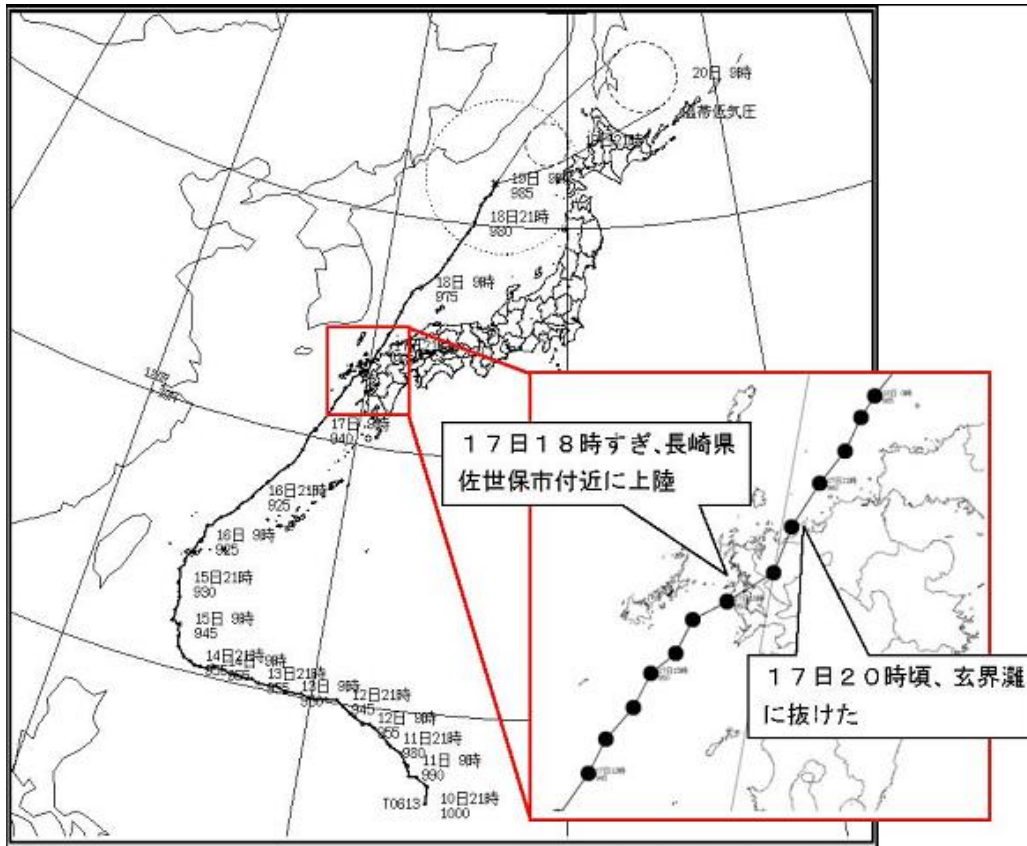 20日 9時
温帯低気圧
19日 9時
985
18日21時
980
18日 9時
975
17日 9時
940
16日21時
925
16日 9時
925
15日21時
930
15日 9時
945
14日21時
955
13日21時
955
13日 9時
12日21時
945
12日 9時
955
11日21時
980
11日 9時
990
T0613
10日21時
1000
17日18時すぎ、長崎県
佐世保市付近に上陸
17日20時頃、玄界灘
に抜けた